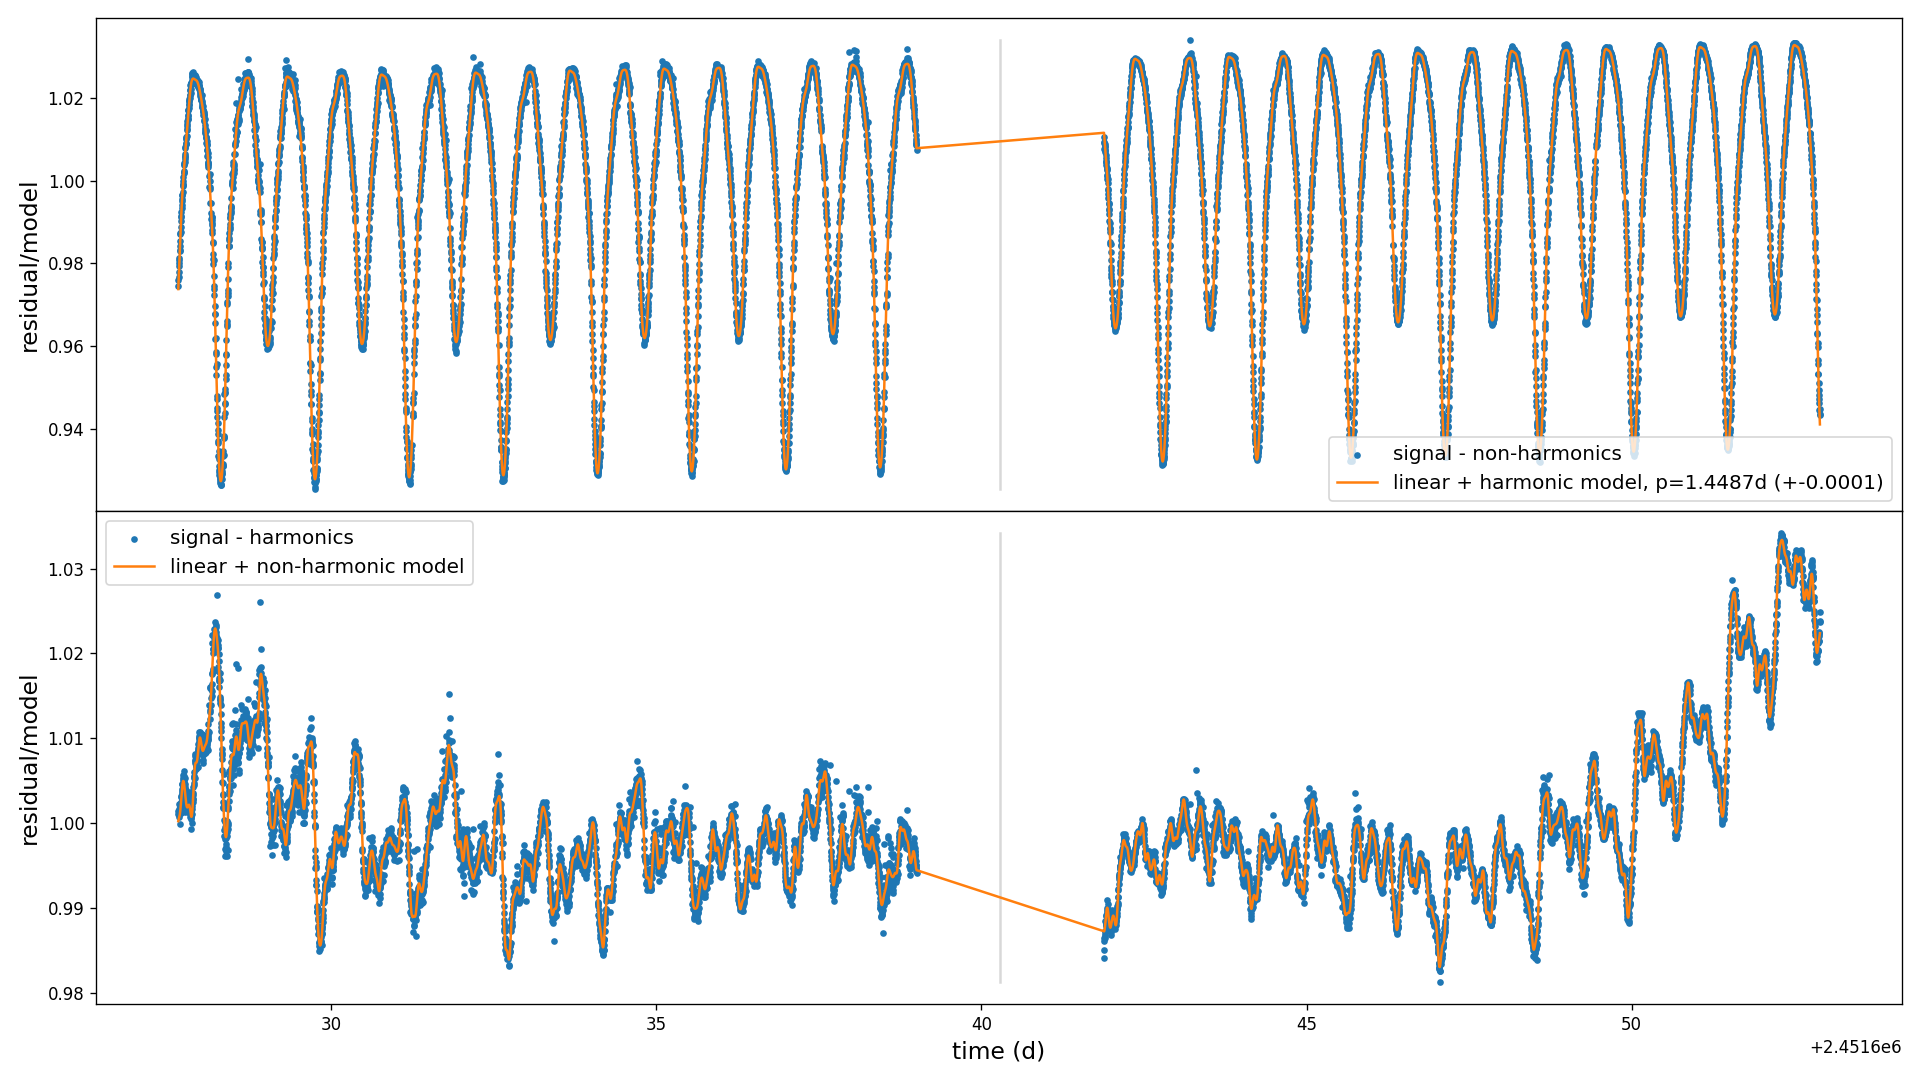 1.02
1.00
0.98
0.96
0.94
residual/model
signal - non-harmonics
linear + harmonic model, p=1.4487d (+-0.0001)
signal - harmonics
linear + non-harmonic model
1.03
1.02
1.01
1.00
0.99
0.98
residual/model
30
35
40
45
50
time (d)
+2.4516e6